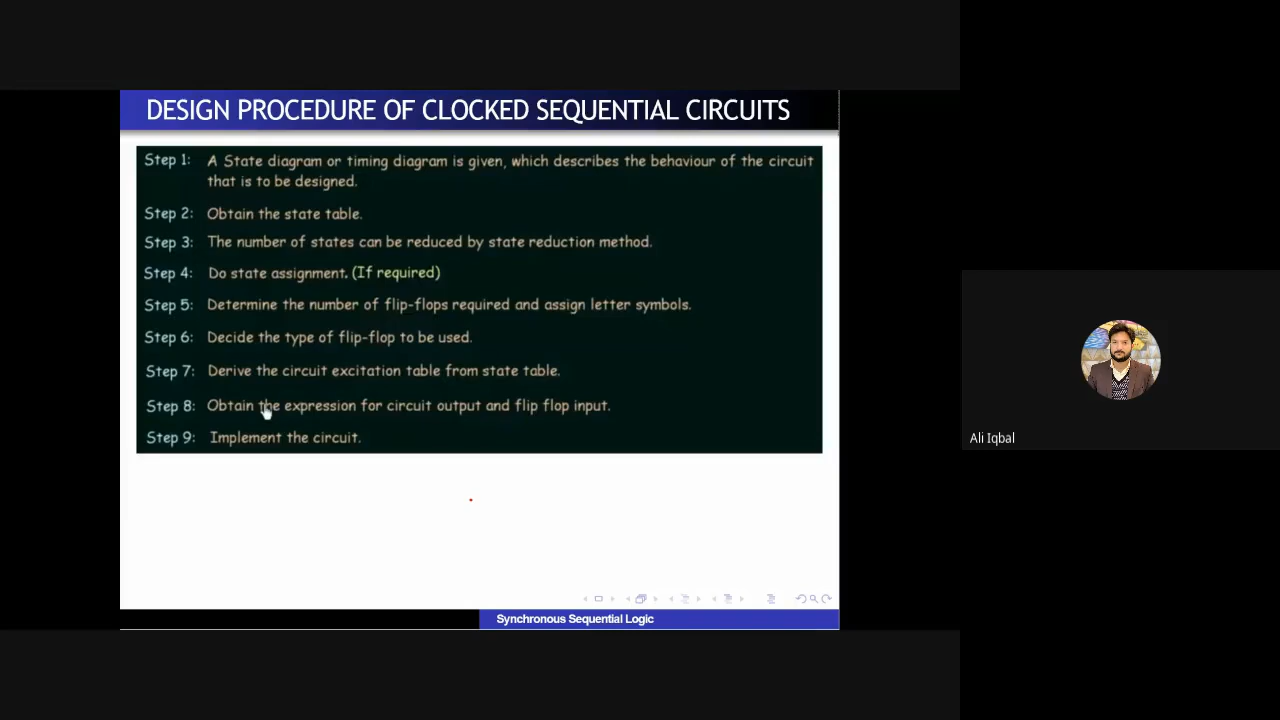 DESIGN PROCEDURE OF CLOCKED SEQUENTIAL CIRCUITS
Step 1: A State diagram or timing diagram is given, which describes the behaviour of the circuit
that is to be designed.
Step 2: Obtain the state table.
Step 3: The number of states can be reduced by state reduction method.
Step 4: Do state assignment. (If required)
Step 5: Determine the number of flip-flops required and assign letter symbols.
Step 6: Decide the type of flip-flop to be used.
Step 7: Derive the circuit excitation table from state table.
Step 8: Obtain the expression for circuit output and flip flop input.
Step 9: Implement the circuit.
Ali Iqbal
Synchronous Sequential Logic